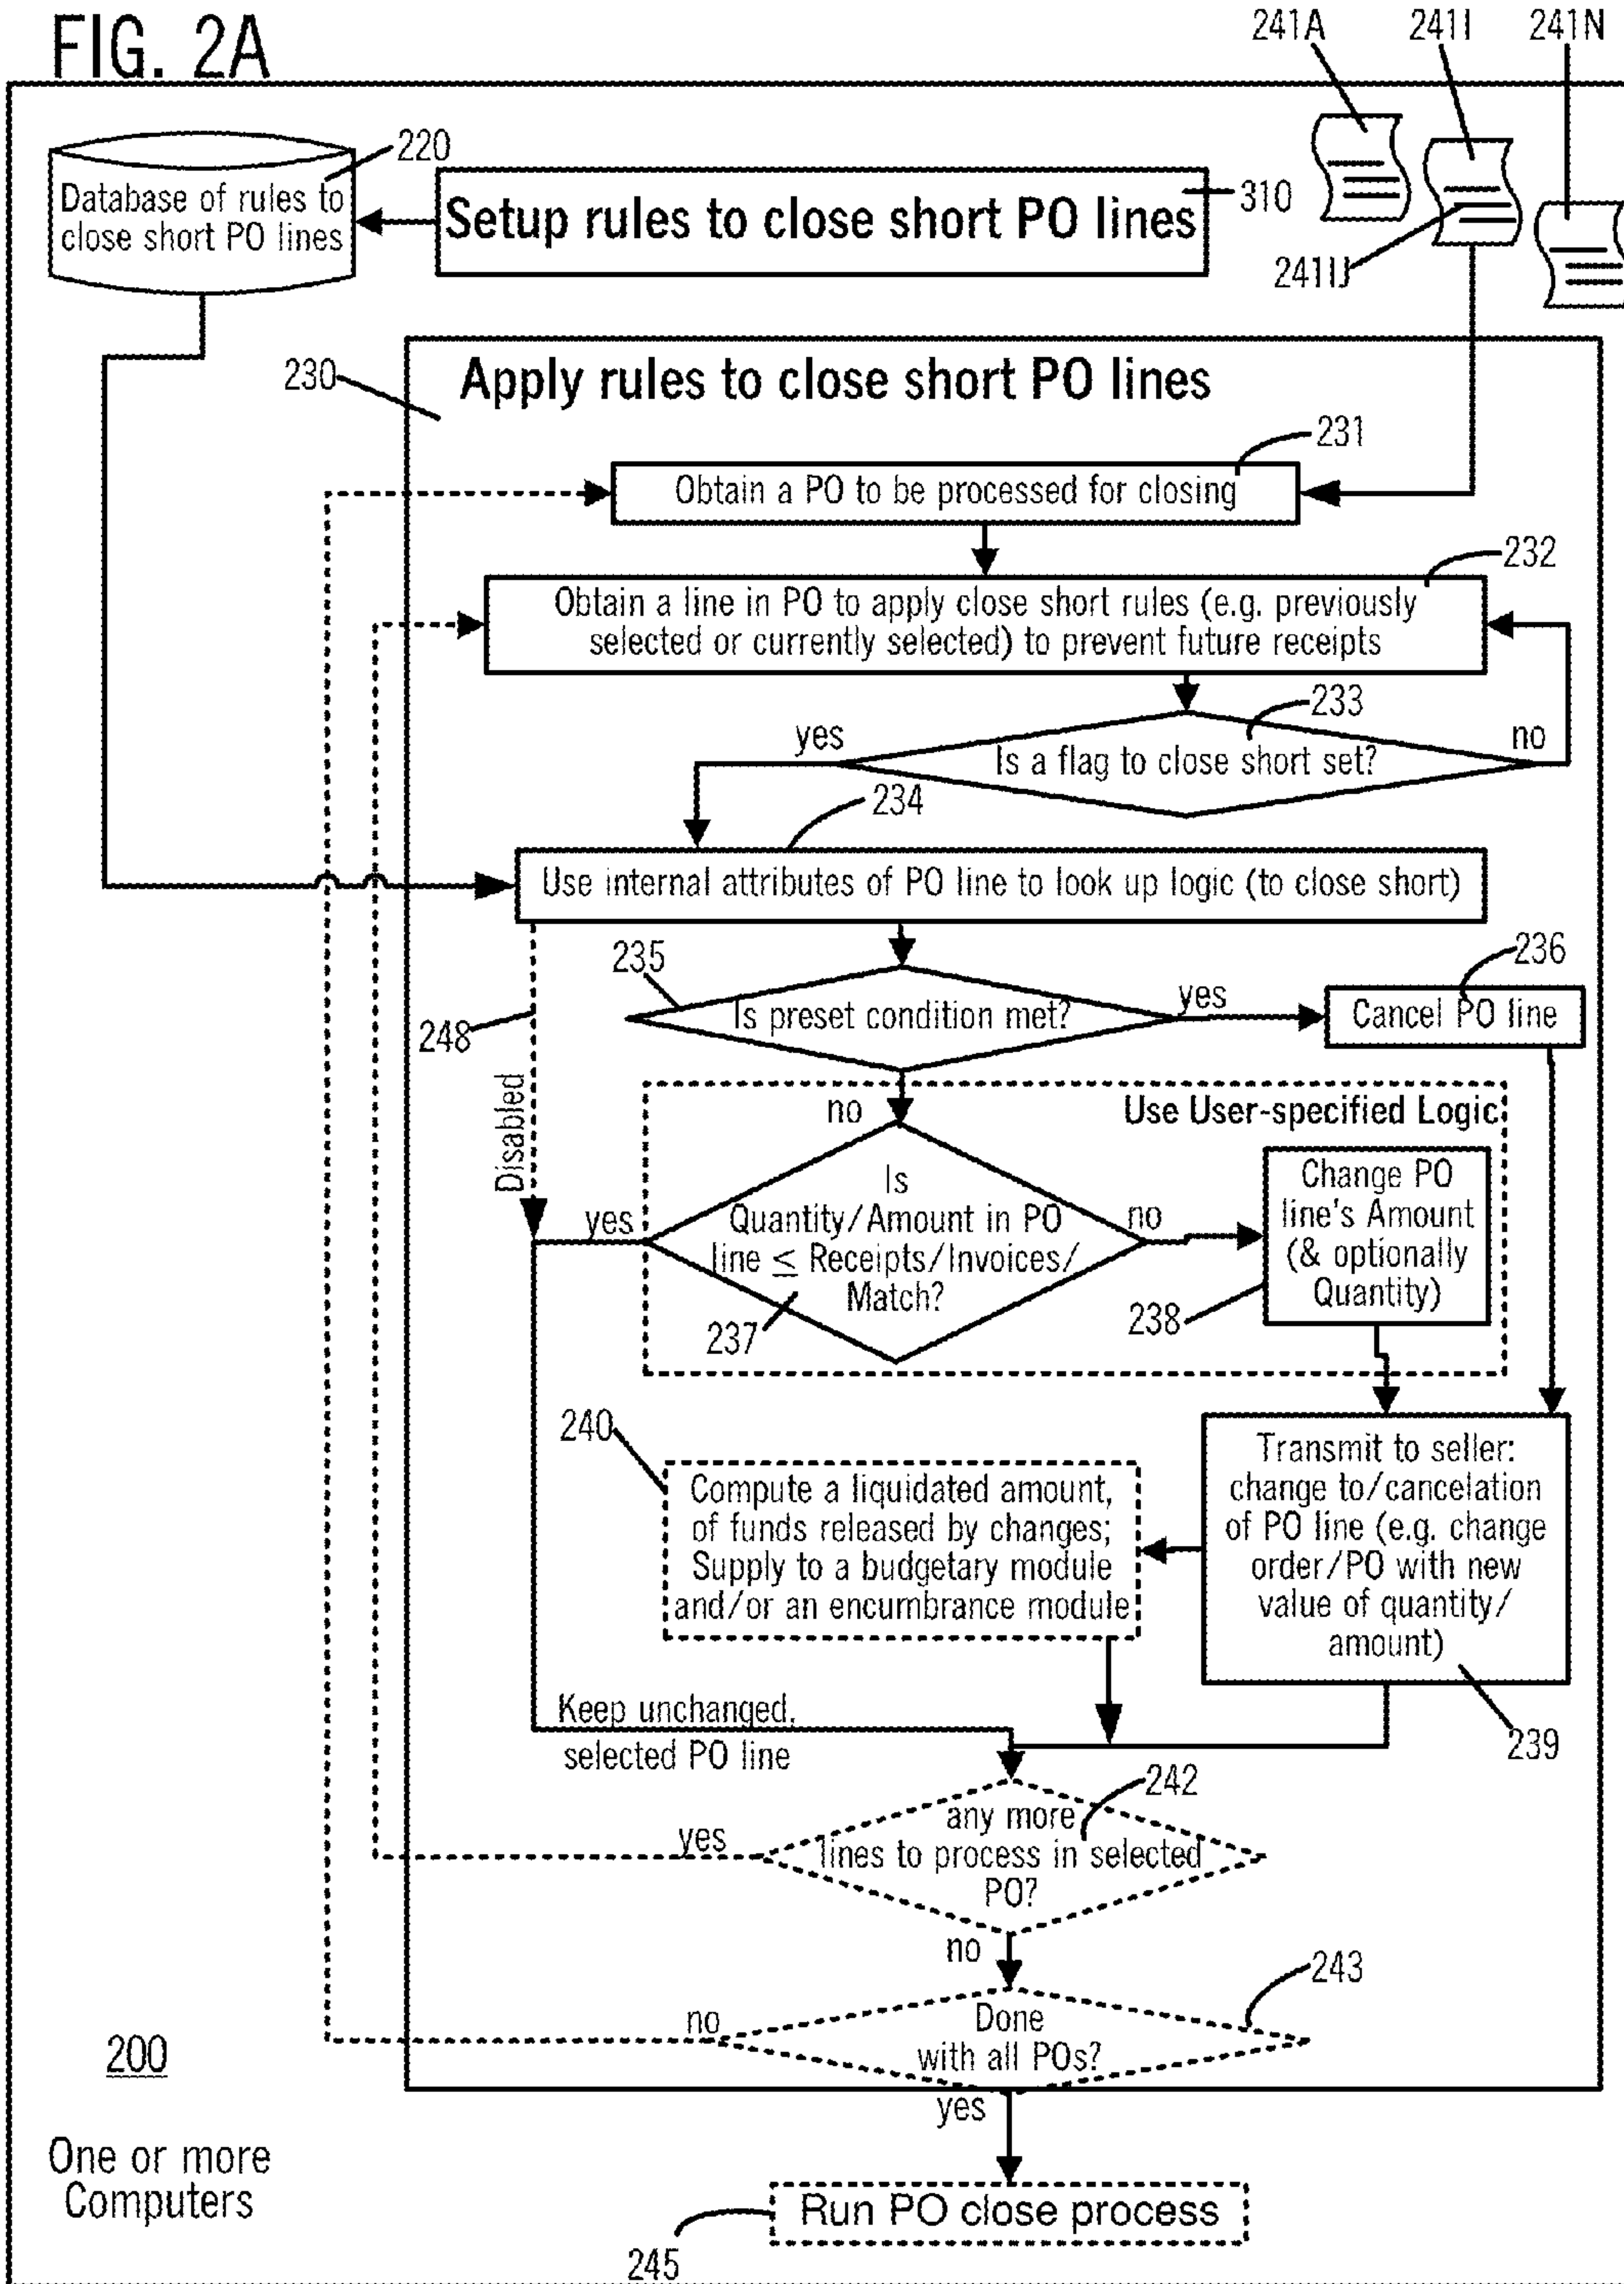 FIG. 2A
241A
241I
241N
220
Database of rules to
close short PO lines
Setup rules to close short PO lines
310
241IJ
230
Apply rules to close short PO lines
231
Obtain a PO to be processed for closing
232
Obtain a line in PO to apply close short rules (e.g. previously
selected or currently selected) to prevent future receipts
233
yes
Is a flag to close short set?
no
234
Use internal attributes of PO line to look up logic (to close short)
235
Is preset condition met?
yes
236
Cancel PO line
248
Disabled
no
Use User-specified Logic
Is
Quantity/Amount in PO
line ≤ Receipts/Invoices/
Match?
yes
no
237
Change PO
line's Amount
(& optionally
Quantity)
238
240
Compute a liquidated amount,
of funds released by changes;
Supply to a budgetary module
and/or an encumbrance module
Transmit to seller:
change to/cancelation
of PO line (e.g. change
order/PO with new
value of quantity/
amount)
239
Keep unchanged,
selected PO line
242
any more
lines to process in selected
PO?
yes
no
243
Done
with all POs?
no
yes
200
One or more
Computers
Run PO close process
245